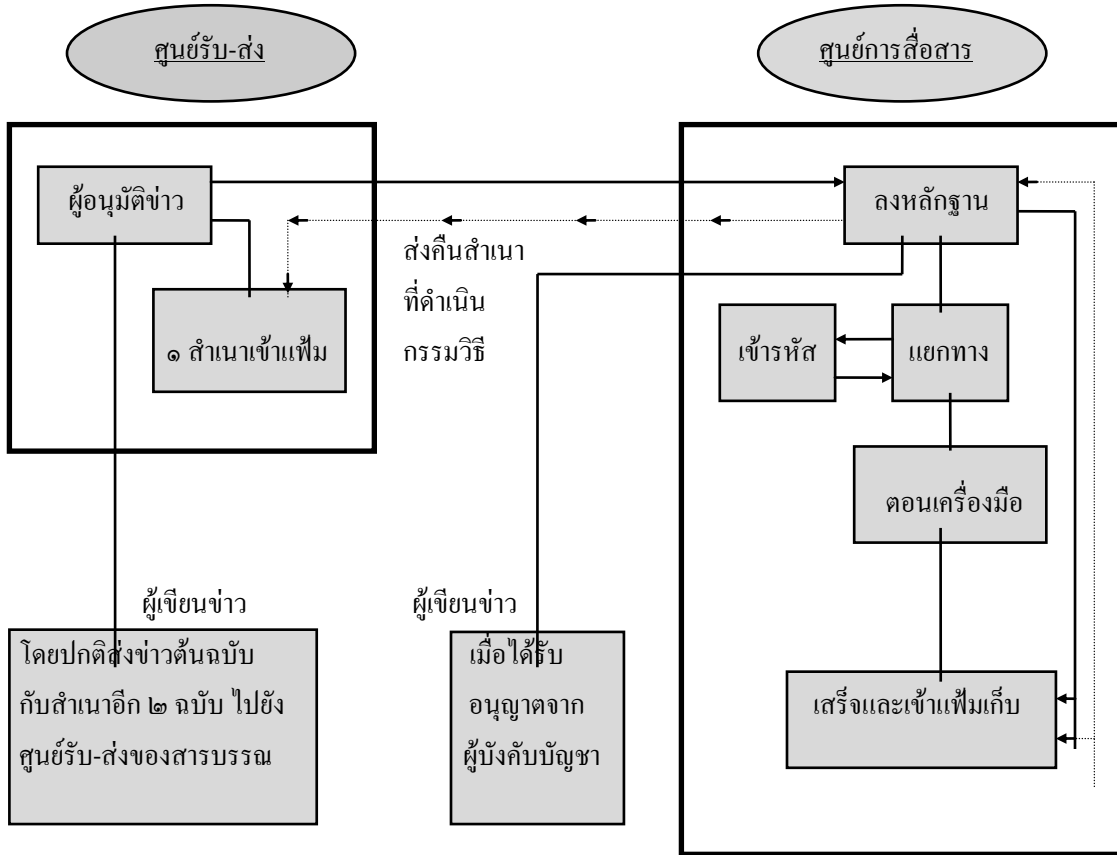 ศูนย์รับ-ส่ง
ศูนย์การสื่อสาร
ผู้อนุมัติข่าว
ลงหลักฐาน
ส่งคืนสำเนา
ที่ดำเนิน
กรรมวิธี
๑ สำเนาเข้าแฟ้ม
เข้ารหัส
แยกทาง
ตอนเครื่องมือ
ผู้เขียนข่าว
โดยปกติส่งข่าวต้นฉบับ
กับสำเนาอีก ๒ ฉบับ ไปยัง
ศูนย์รับ-ส่งของสารบรรณ
ผู้เขียนข่าว
เมื่อได้รับ
อนุญาตจาก
ผู้บังคับบัญชา
เสร็จและเข้าแฟ้มเก็บ